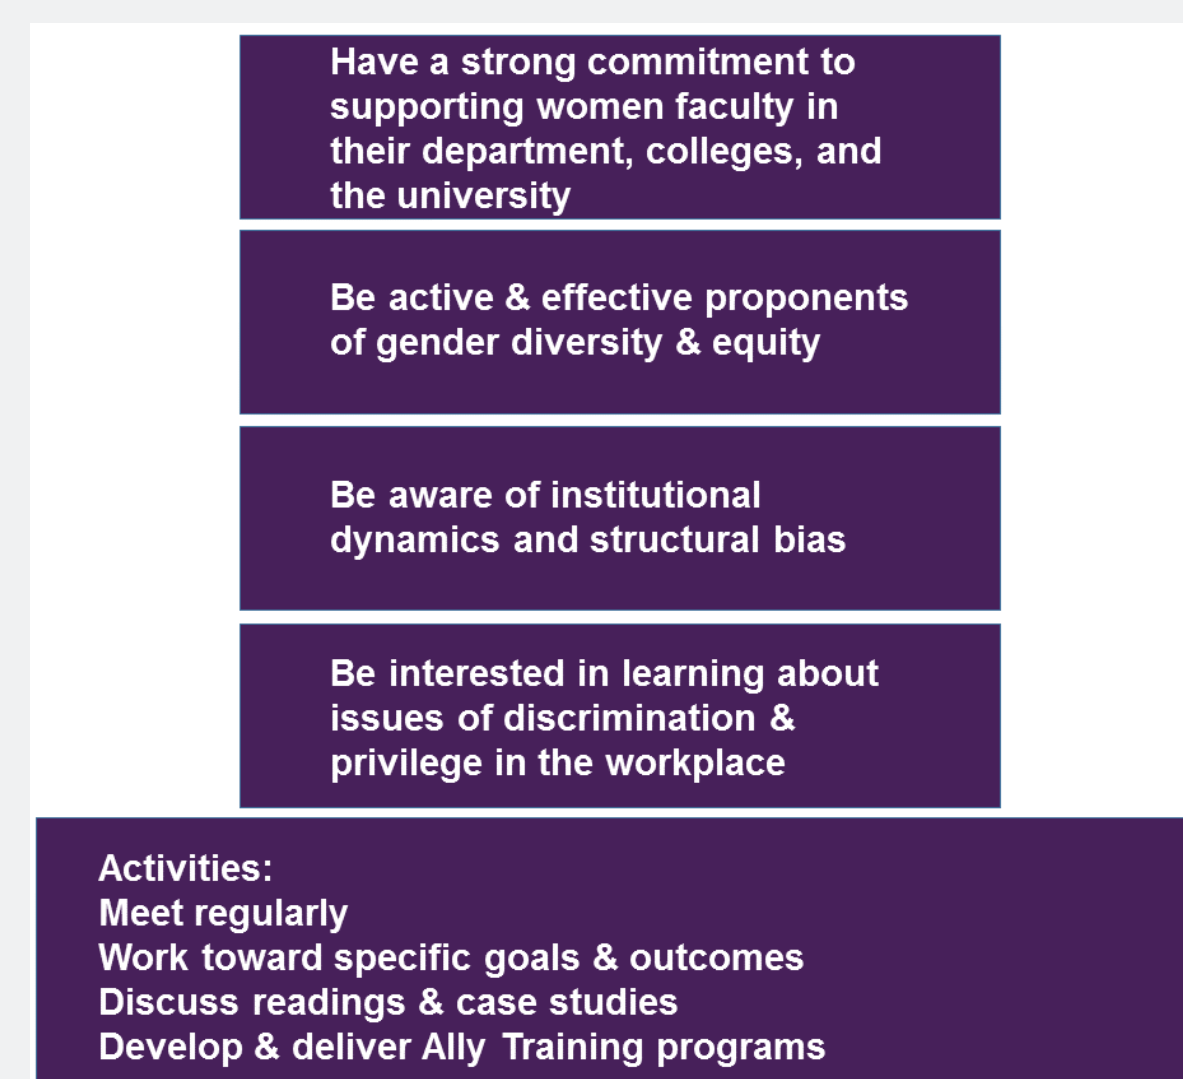 Have a strong commitment to
supporting women faculty in
their department, colleges, and
the university
Be active & effective proponents
of gender diversity & equity
Be aware of institutional
dynamics and structural bias
Be interested in learning about
issues of discrimination &
privilege in the workplace
Activities:
Meet regularly
Work toward specific goals & outcomes
Discuss readings & case studies
Develop & deliver Ally Training programs